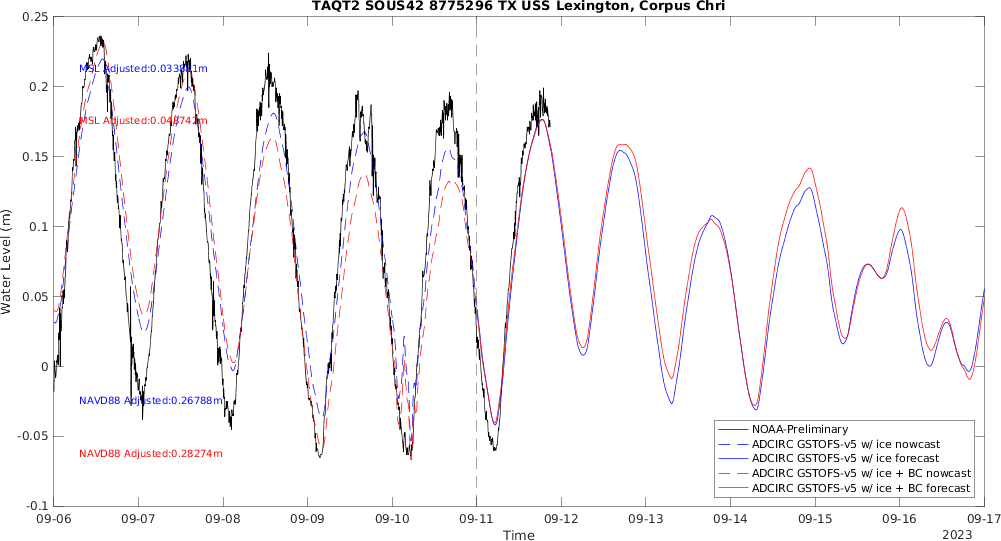 TAQT2 SOUS42 8775296 TX USS Lexington, Corpus Chri
0.25
MSL Adjusted:0.033841m
0.2
MSL Adjusted:0.048742m
0.15
0.1
Water Level (m)
0.05
0
NAVD88 Adjusted:0.26788m
-0.05
NAVD88 Adjusted:0.28274m
-0.1
NOAA-Preliminary
ADCIRC GSTOFS-v5 w/ ice nowcast
ADCIRC GSTOFS-v5 w/ ice forecast
ADCIRC GSTOFS-v5 w/ ice + BC nowcast
ADCIRC GSTOFS-v5 w/ ice + BC forecast
09-06 09-07 09-08 09-09 09-10 09-11 09-12 09-13 09-14 09-15 09-16 09-17
Time
2023